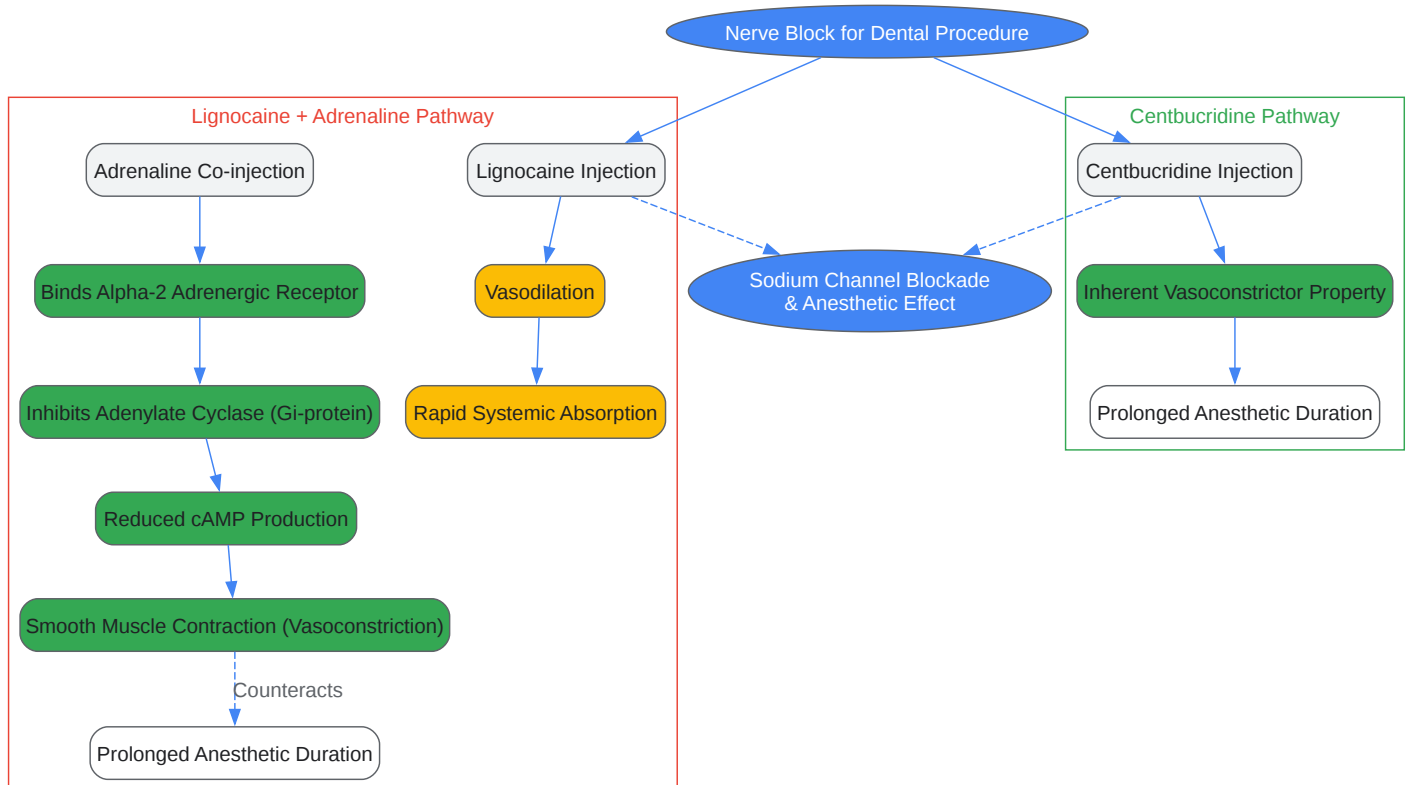 Nerve Block for Dental Procedure
Lignocaine + Adrenaline Pathway
Centbucridine Pathway
Adrenaline Co-injection
Lignocaine Injection
Centbucridine Injection
Binds Alpha-2 Adrenergic Receptor
Vasodilation
Sodium Channel Blockade
& Anesthetic Effect
Inherent Vasoconstrictor Property
Inhibits Adenylate Cyclase (Gi-protein)
Rapid Systemic Absorption
Prolonged Anesthetic Duration
Reduced cAMP Production
Smooth Muscle Contraction (Vasoconstriction)
Counteracts
Prolonged Anesthetic Duration